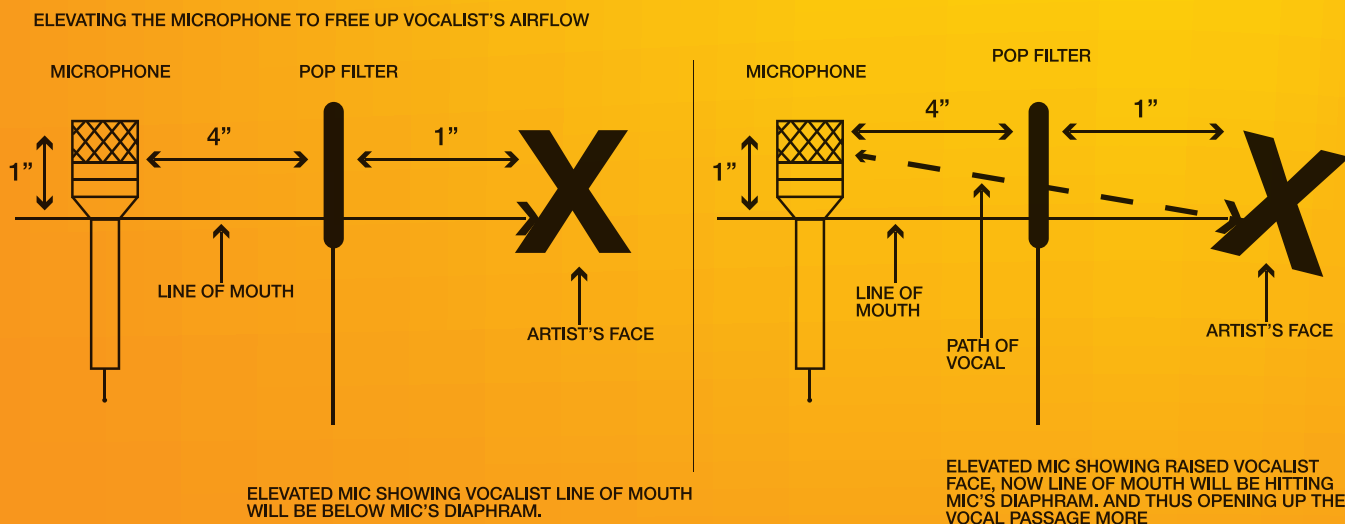 ELEVATING THE MICROPHONE TO FREE UP VOCALIST'S AIRFLOW
MICROPHONE
POP FILTER
1”
4”
1”
LINE OF MOUTH
ARTIST'S FACE
ELEVATED MIC SHOWING VOCALIST LINE OF MOUTH
WILL BE BELOW MIC'S DIAPHRAM.
MICROPHONE
POP FILTER
1”
4”
1”
LINE OF
MOUTH
PATH OF
VOCAL
ARTIST'S FACE
ELEVATED MIC SHOWING RAISED VOCALIST
FACE, NOW LINE OF MOUTH WILL BE HITTING
MIC'S DIAPHRAM. AND THUS OPENING UP THE
VOCAL PASSAGE MORE